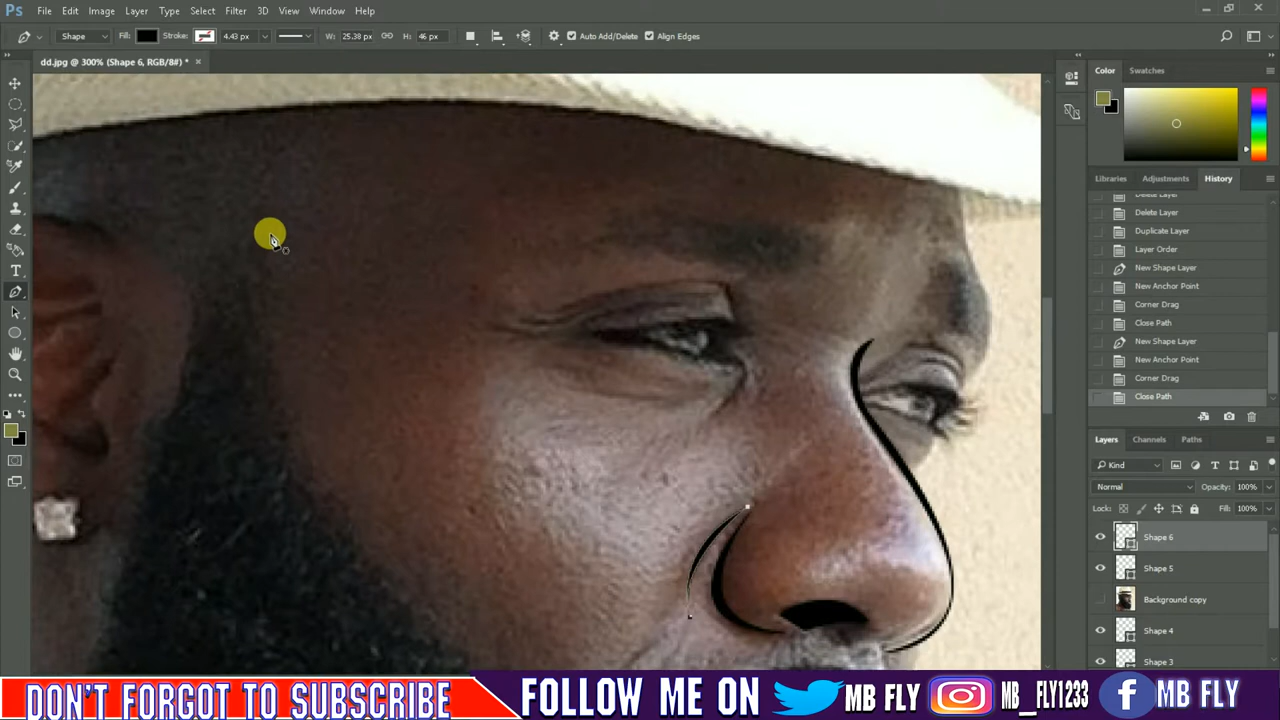 Ps File Edit Image Layer Type Select Filter 3D View Window Help
Shape Fill: Stroke: 4.43 px W: 25.38 px H: 46 px Auto Add/Delete Align Edges
dd.jpg @ 300% (Shape 6, RGB/8#) * ×
Color Swatches
Libraries Adjustments History
Delete Layer
Delete Layer
Duplicate Layer
Layer Order
New Shape Layer
New Anchor Point
Corner Drag
Close Path
New Shape Layer
New Anchor Point
Corner Drag
Close Path
Layers Channels Paths
Kind
Normal Opacity: 100%
Lock: Fill: 100%
Shape 6
Shape 5
Background copy
Shape 4
Shape 3
DON'T FORGOT TO SUBSCRIBE FOLLOW ME ON MB FLY MB__FLY1233 MB FLY